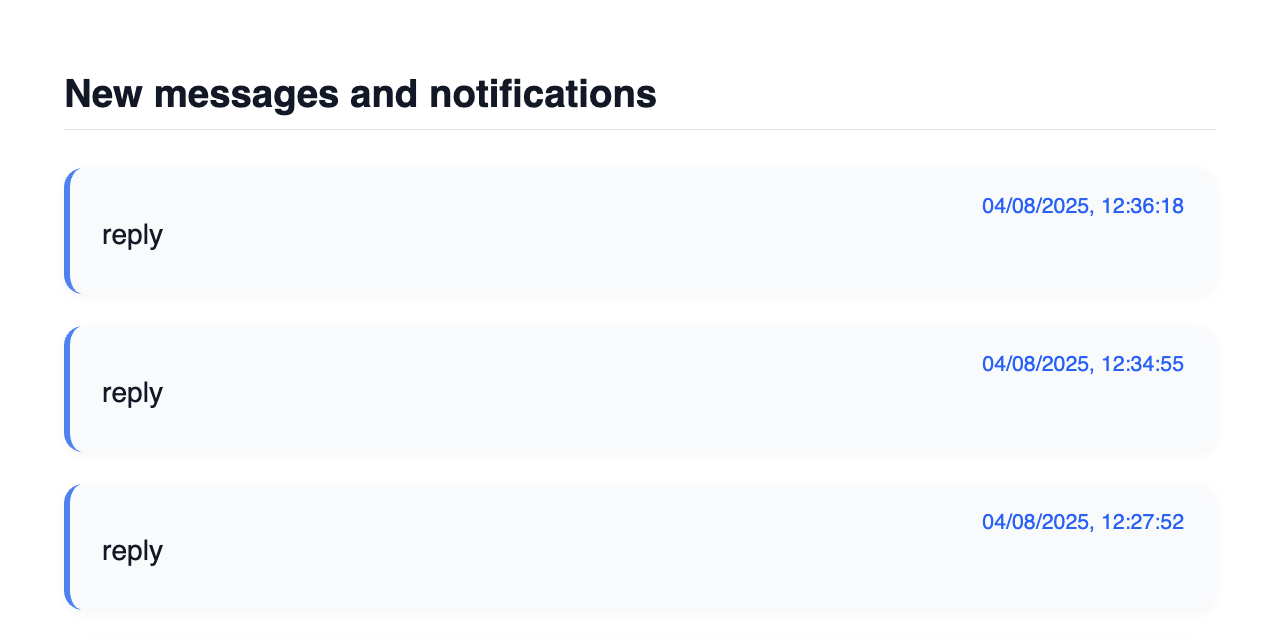 New messages and notifications
04/08/2025, 12:36:18
reply
04/08/2025, 12:34:55
reply
04/08/2025, 12:27:52
reply